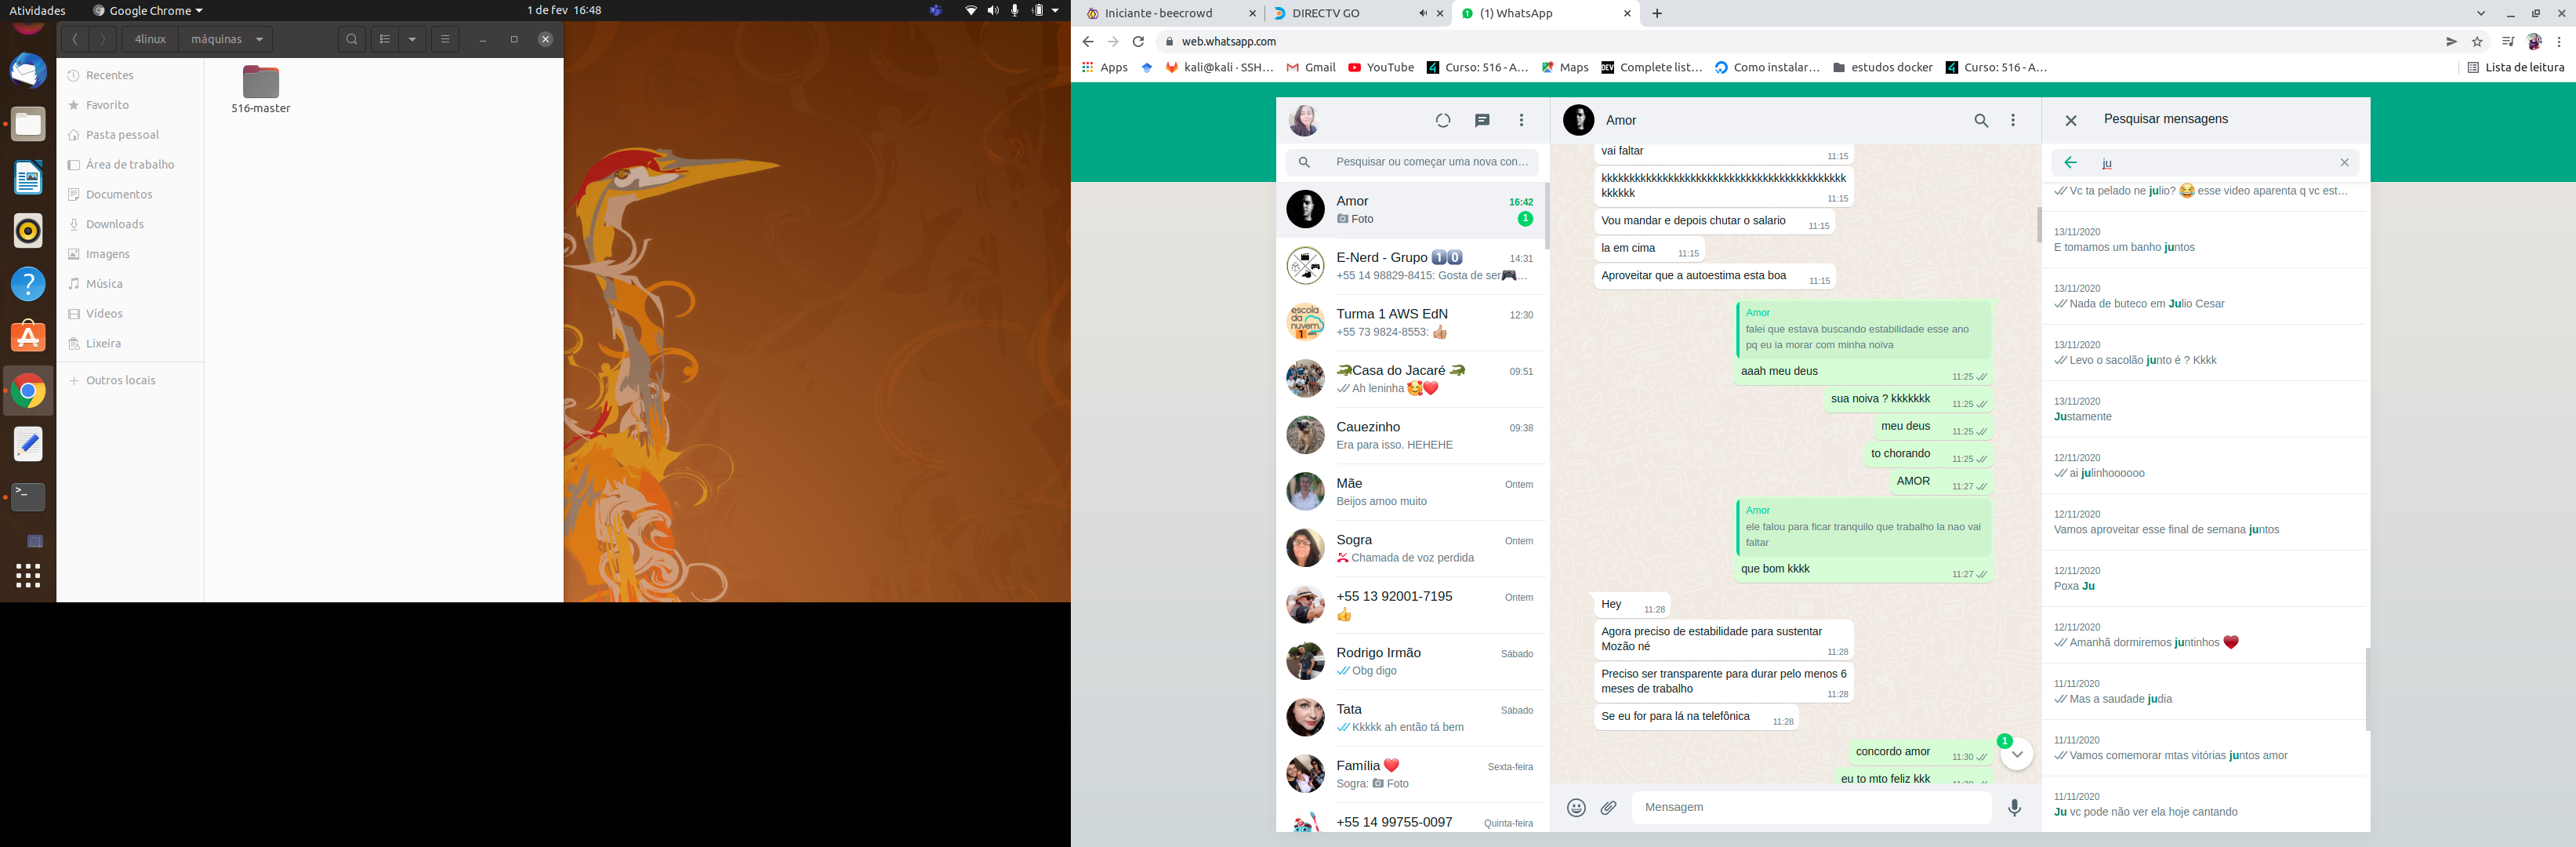 Atividades
Google Chrome
1 de fev 16:48
4linux
máquinas
Recentes
Favorito
Pasta pessoal
Área de trabalho
Documentos
Downloads
Imagens
Música
Vídeos
Lixeira
Outros locais
516-master
Iniciante - beecrowd
DIRECTV GO
(1) WhatsApp
web.whatsapp.com
Apps
kali@kali · SSH...
Gmail
YouTube
Curso: 516 - A...
Maps
Complete list...
Como instalar...
estudos docker
Curso: 516 - A...
Lista de leitura
Pesquisar ou começar uma nova con...
Amor
16:42
Foto
1
E-Nerd - Grupo 1️⃣0️⃣
14:31
+55 14 98829-8415: Gosta de ser🎮...
Turma 1 AWS EdN
12:30
+55 73 9824-8553: 👍🏼
🐊Casa do Jacaré 🐊
09:51
Ah leninha 🥰❤️
Cauezinho
09:38
Era para isso. HEHEHE
Mãe
Ontem
Beijos amoo muito
Sogra
Ontem
Chamada de voz perdida
+55 13 92001-7195
Ontem
👍
Rodrigo Irmão
Sábado
Obg digo
Tata
Sábado
Kkkkk ah então tá bem
Família ❤️
Sexta-feira
Sogra: Foto
+55 14 99755-0097
Quinta-feira
Amor
vai faltar
11:15
kkkkkkkkkkkkkkkkkkkkkkkkkkkkkkkkkkkkkkkkkkk
kkkkkk
11:15
Vou mandar e depois chutar o salario
11:15
la em cima
11:15
Aproveitar que a autoestima esta boa
11:15
Amor
falei que estava buscando estabilidade esse ano
pq eu ia morar com minha noiva
aaah meu deus
11:25
sua noiva ? kkkkkkk
11:25
meu deus
11:25
to chorando
11:25
AMOR
11:27
Amor
ele falou para ficar tranquilo que trabalho la nao vai
faltar
que bom kkkk
11:27
Hey
11:28
Agora preciso de estabilidade para sustentar
Mozão né
11:28
Preciso ser transparente para durar pelo menos 6
meses de trabalho
11:28
Se eu for para lá na telefônica
11:28
concordo amor
11:30
eu to mto feliz kkk
1
Mensagem
Pesquisar mensagens
ju
Vc ta pelado ne julio? 😂 esse video aparenta q vc est...
13/11/2020
E tomamos um banho juntos
13/11/2020
Nada de buteco em Julio Cesar
13/11/2020
Levo o sacolão junto é ? Kkkk
13/11/2020
Justamente
12/11/2020
ai julinhoooooo
12/11/2020
Vamos aproveitar esse final de semana juntos
12/11/2020
Poxa Ju
12/11/2020
Amanhã dormiremos juntinhos ❤️
11/11/2020
Mas a saudade judia
11/11/2020
Vamos comemorar mtas vitórias juntos amor
11/11/2020
Ju vc pode não ver ela hoje cantando